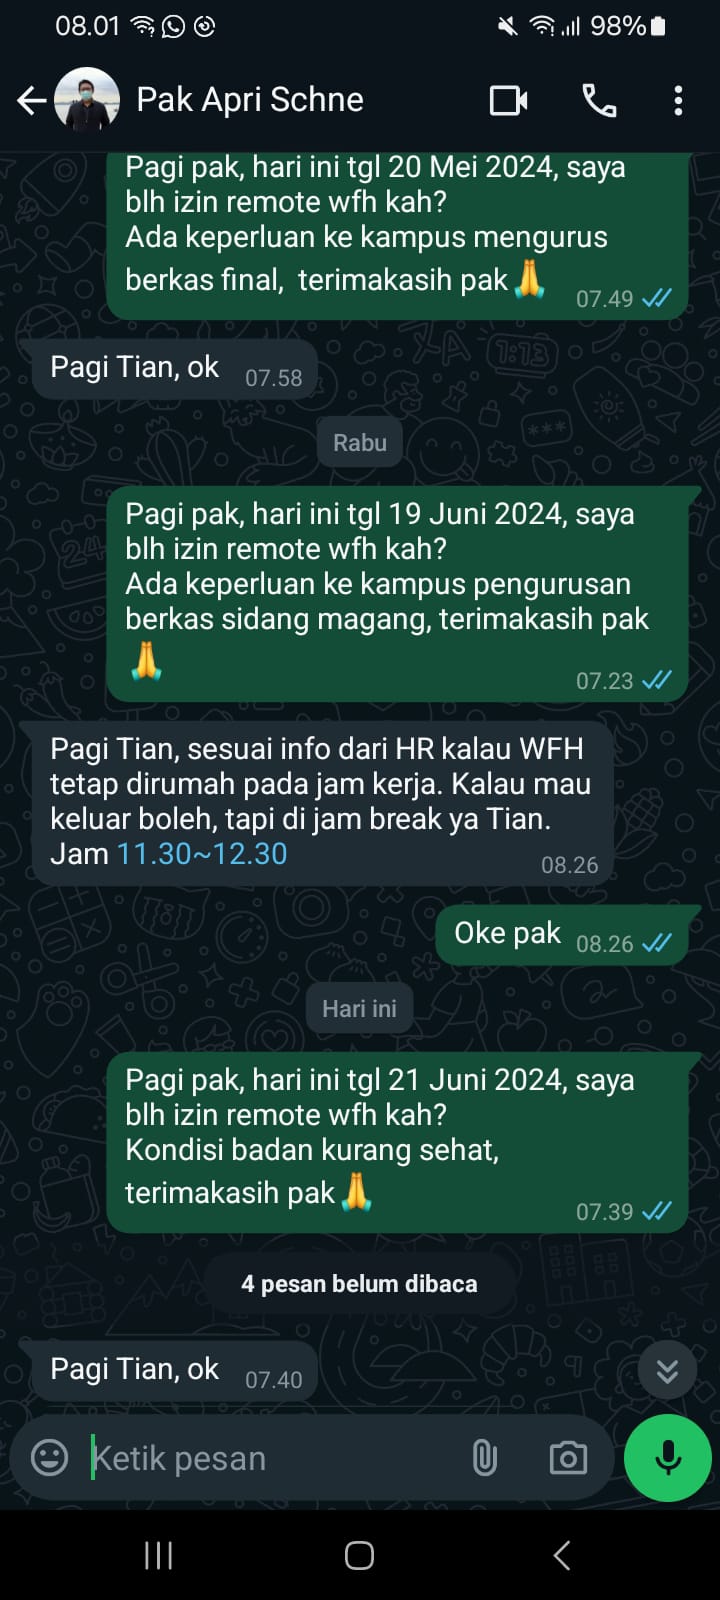 08.01
98%
Pak Apri Schne
Pagi pak, hari ini tgl 20 Mei 2024, saya
blh izin remote wfh kah?
Ada keperluan ke kampus mengurus
berkas final, terimakasih pak🙏
07.49
Pagi Tian, ok
07.58
Rabu
Pagi pak, hari ini tgl 19 Juni 2024, saya
blh izin remote wfh kah?
Ada keperluan ke kampus pengurusan
berkas sidang magang, terimakasih pak
🙏
07.23
Pagi Tian, sesuai info dari HR kalau WFH
tetap dirumah pada jam kerja. Kalau mau
keluar boleh, tapi di jam break ya Tian.
Jam 11.30~12.30
08.26
Oke pak
08.26
Hari ini
Pagi pak, hari ini tgl 21 Juni 2024, saya
blh izin remote wfh kah?
Kondisi badan kurang sehat,
terimakasih pak🙏
07.39
4 pesan belum dibaca
Pagi Tian, ok
07.40
Ketik pesan